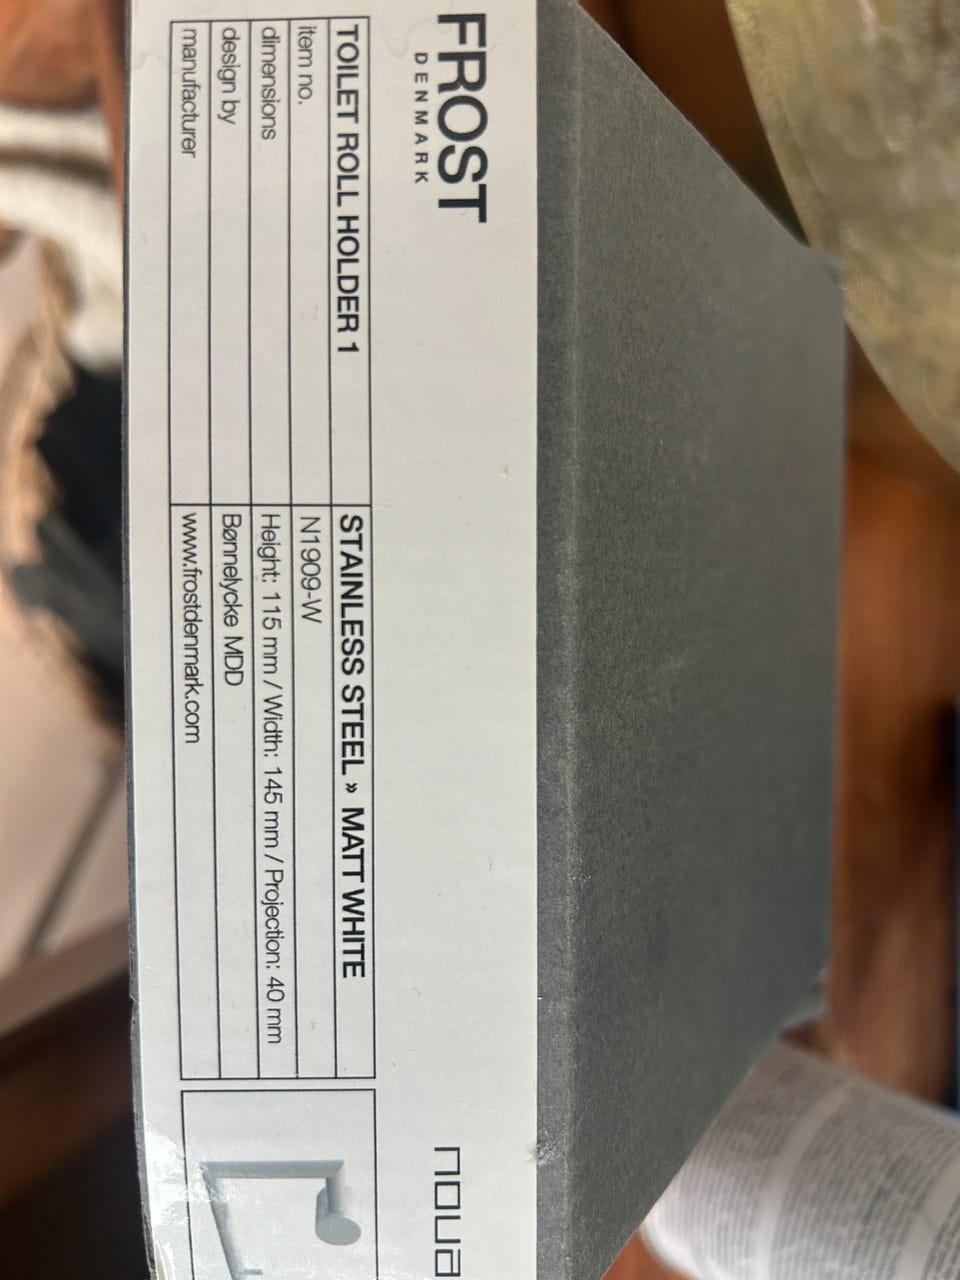 FROST
DENMARK
nova
TOILET ROLL HOLDER 1 STAINLESS STEEL » MATT WHITE
item no. N1909-W
dimensions Height: 115 mm / Width: 145 mm / Projection: 40 mm
design by Bønnelycke MDD
manufacturer www.frostdenmark.com